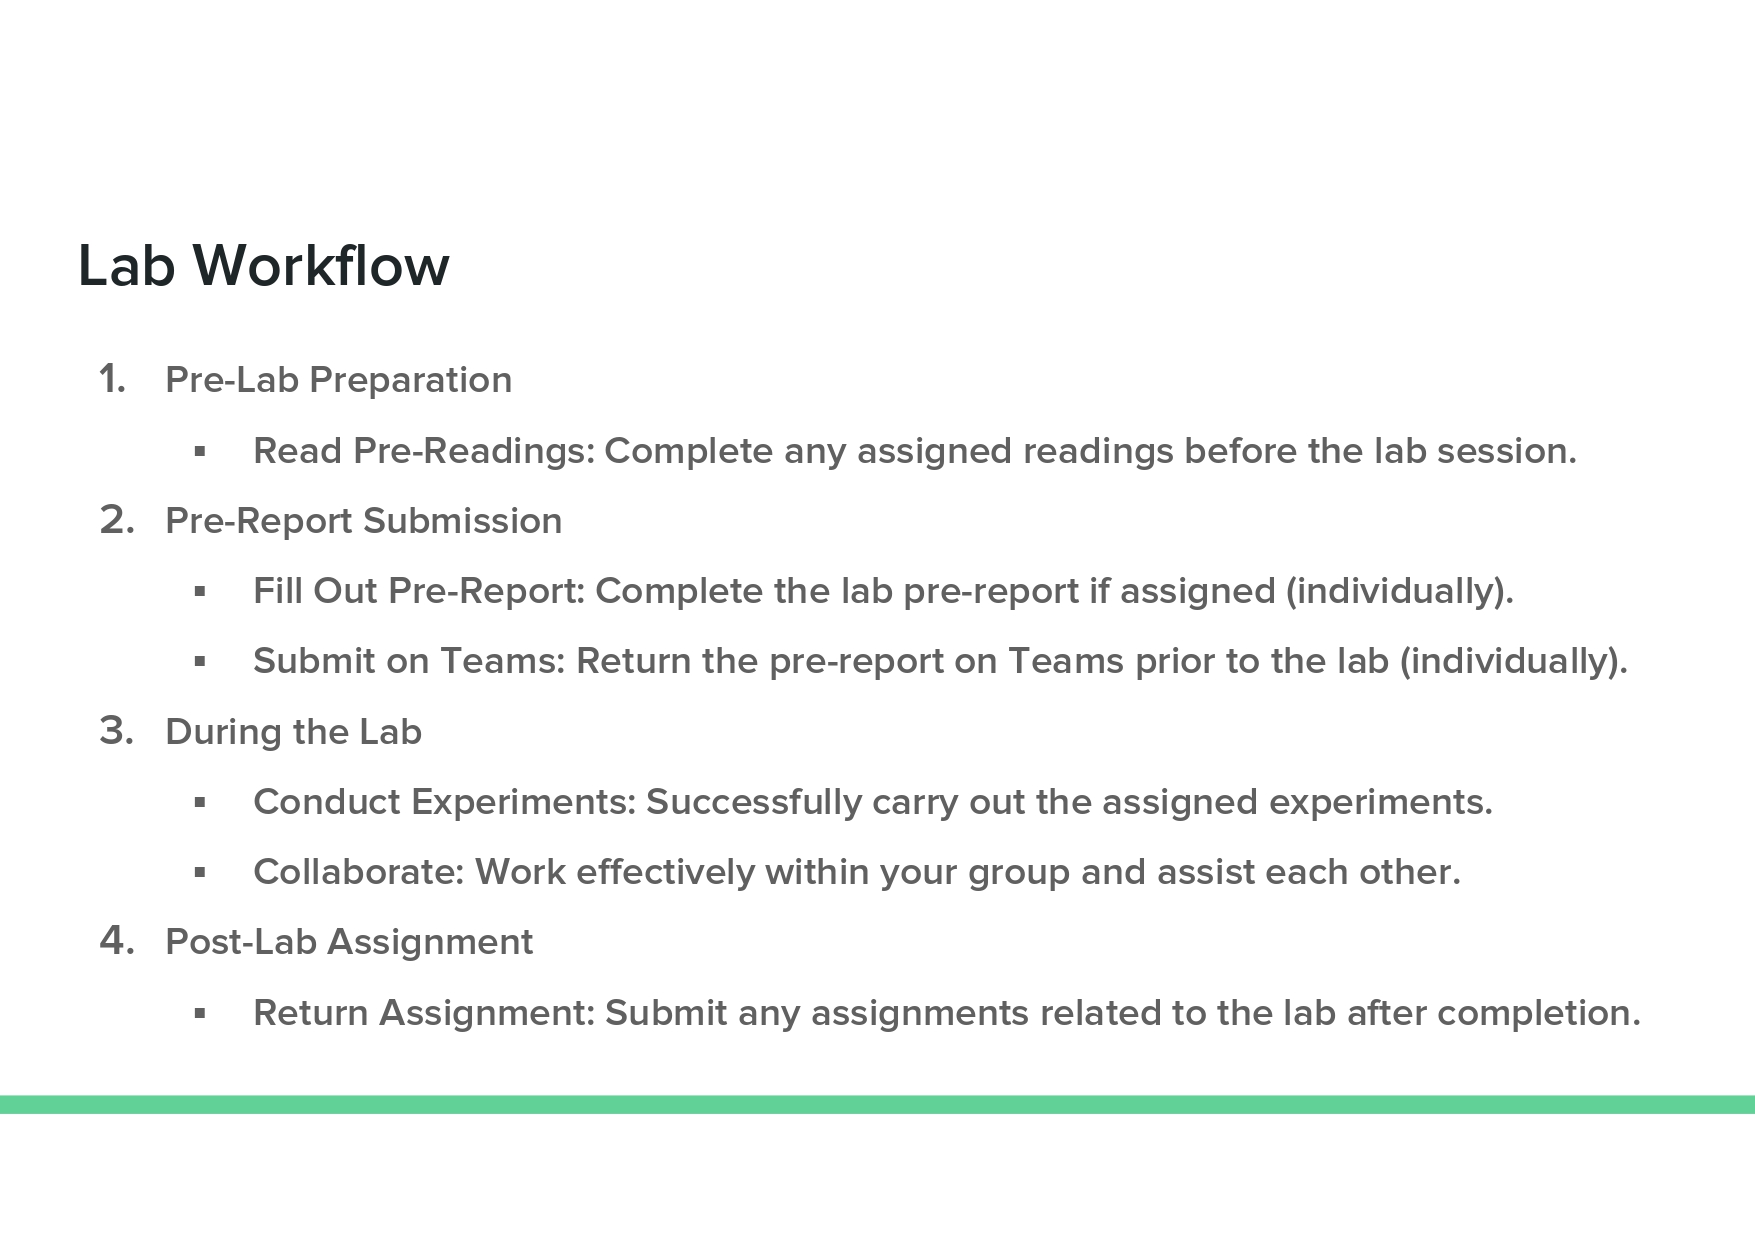 Lab Workflow
1. Pre-Lab Preparation
▪ Read Pre-Readings: Complete any assigned readings before the lab session.
2. Pre-Report Submission
▪ Fill Out Pre-Report: Complete the lab pre-report if assigned (individually).
▪ Submit on Teams: Return the pre-report on Teams prior to the lab (individually).
3. During the Lab
▪ Conduct Experiments: Successfully carry out the assigned experiments.
▪ Collaborate: Work effectively within your group and assist each other.
4. Post-Lab Assignment
▪ Return Assignment: Submit any assignments related to the lab after completion.